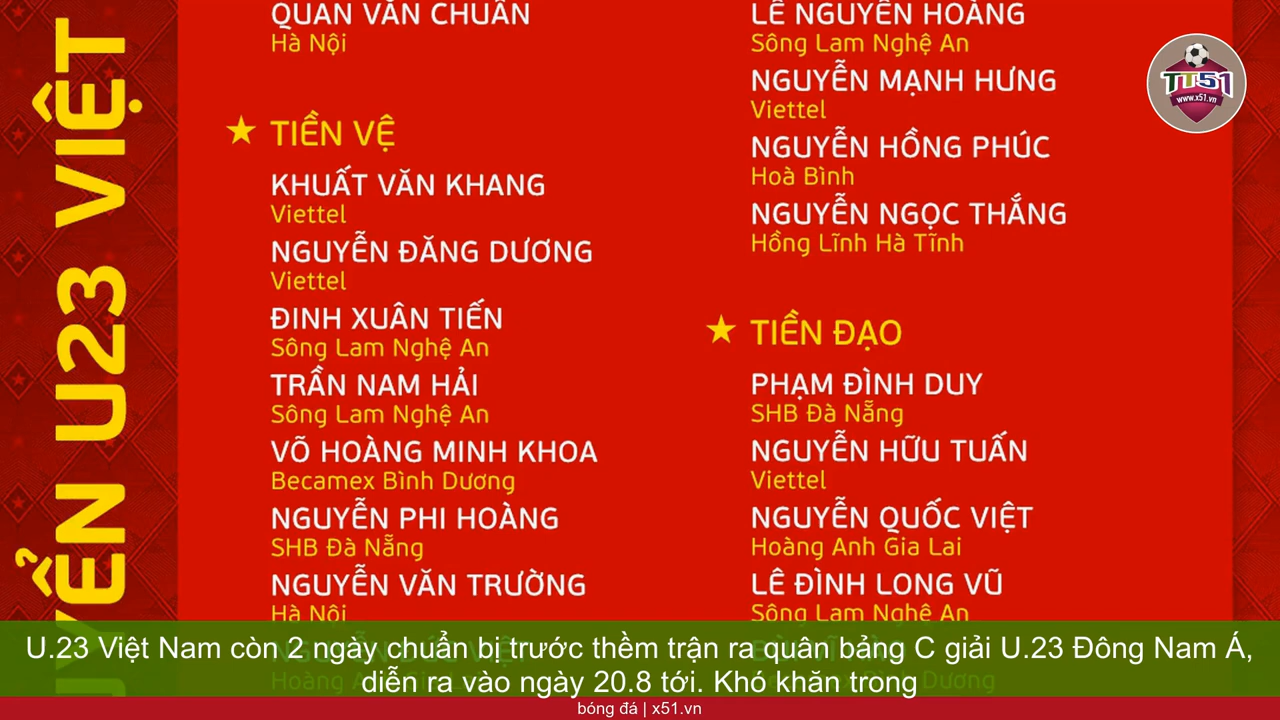 YỂN U23 VIỆT
QUAN VĂN CHUẨN
Hà Nội
★ TIỀN VỆ
KHUẤT VĂN KHANG
Viettel
NGUYỄN ĐĂNG DƯƠNG
Viettel
ĐINH XUÂN TIẾN
Sông Lam Nghệ An
TRẦN NAM HẢI
Sông Lam Nghệ An
VÕ HOÀNG MINH KHOA
Becamex Bình Dương
NGUYỄN PHI HOÀNG
SHB Đà Nẵng
NGUYỄN VĂN TRƯỜNG
Hà Nội
LÊ NGUYÊN HOÀNG
Sông Lam Nghệ An
NGUYỄN MẠNH HƯNG
Viettel
NGUYỄN HỒNG PHÚC
Hoà Bình
NGUYỄN NGỌC THẮNG
Hồng Lĩnh Hà Tĩnh
★ TIỀN ĐẠO
PHẠM ĐÌNH DUY
SHB Đà Nẵng
NGUYỄN HỮU TUẤN
Viettel
NGUYỄN QUỐC VIỆT
Hoàng Anh Gia Lai
LÊ ĐÌNH LONG VŨ
Sông Lam Nghệ An
TT51
www.x51.vn
U.23 Việt Nam còn 2 ngày chuẩn bị trước thềm trận ra quân bảng C giải U.23 Đông Nam Á,
diễn ra vào ngày 20.8 tới. Khó khăn trong
bóng đá | x51.vn